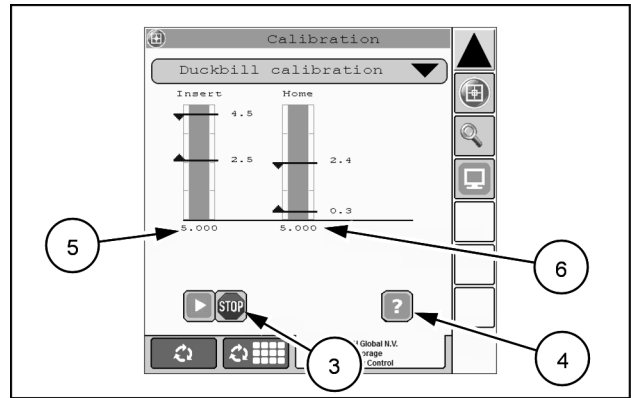 Calibration
Duckbill calibration
Insert Home
4.5
2.5 2.4
0.3
5.000 5.000
5 6
STOP ?
3 4
Global N.V.
Control